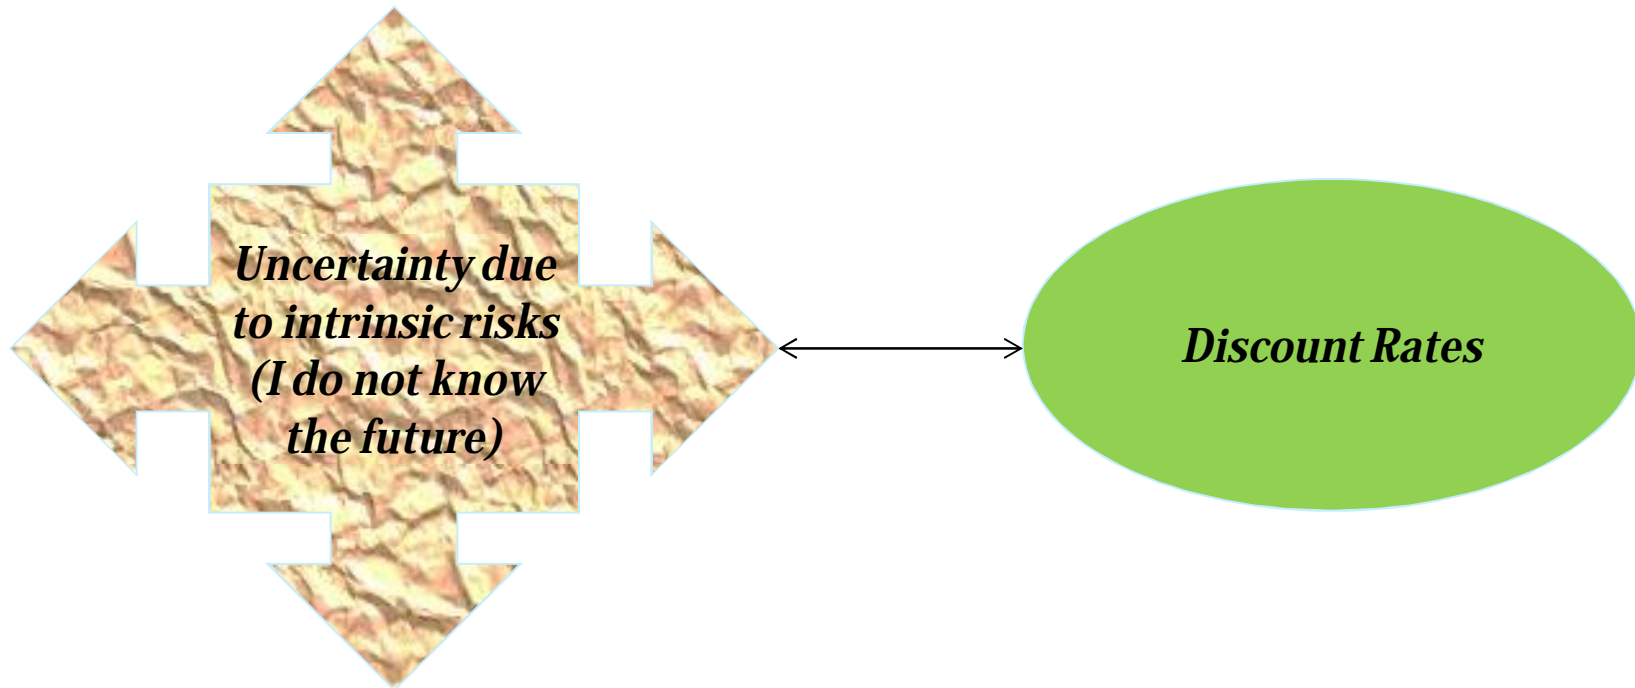 Uncertainty due
to intrinsic risks
(I do not know
the future)
Discount Rates